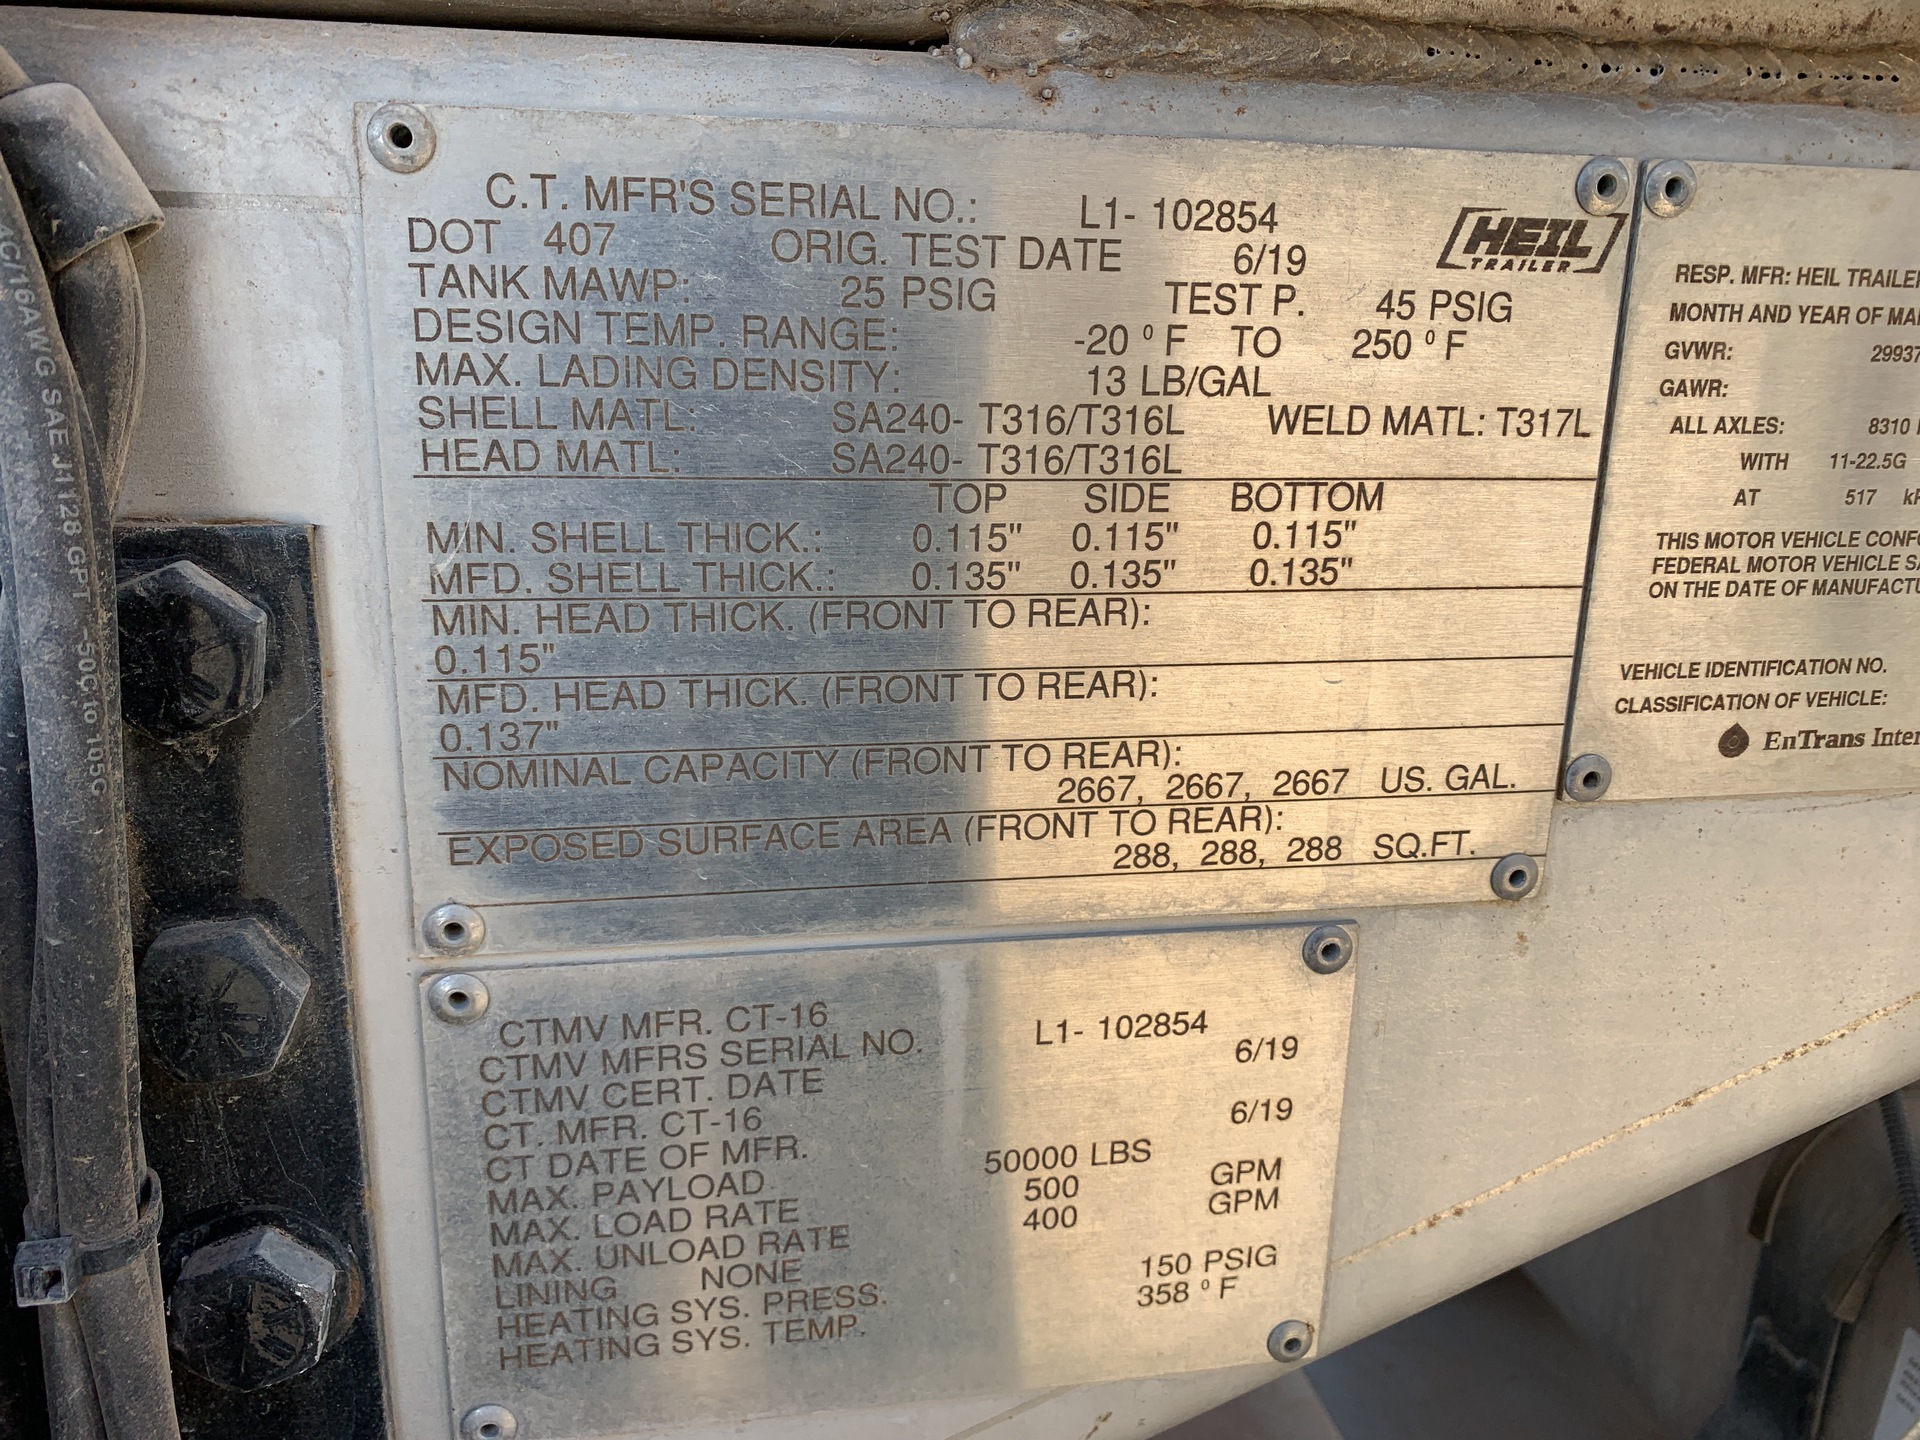 C.T. MFR'S SERIAL NO.: L1- 102854
DOT 407 ORIG. TEST DATE 6/19
HEIL
TRAILER
TANK MAWP: 25 PSIG TEST P. 45 PSIG
DESIGN TEMP. RANGE: -20 ° F TO 250 ° F
MAX. LADING DENSITY: 13 LB/GAL
SHELL MATL: SA240- T316/T316L WELD MATL: T317L
HEAD MATL: SA240- T316/T316L
TOP SIDE BOTTOM
MIN. SHELL THICK.: 0.115" 0.115" 0.115"
MFD. SHELL THICK.: 0.135" 0.135" 0.135"
MIN. HEAD THICK. (FRONT TO REAR):
0.115"
MFD. HEAD THICK. (FRONT TO REAR):
0.137"
NOMINAL CAPACITY (FRONT TO REAR):
2667, 2667, 2667 US. GAL.
EXPOSED SURFACE AREA (FRONT TO REAR):
288, 288, 288 SQ.FT.
CTMV MFR. CT-16
CTMV MFRS SERIAL NO. L1- 102854
CTMV CERT. DATE 6/19
CT. MFR. CT-16
CT DATE OF MFR. 6/19
MAX. PAYLOAD 50000 LBS
MAX. LOAD RATE 500 GPM
MAX. UNLOAD RATE 400 GPM
LINING NONE
HEATING SYS. PRESS. 150 PSIG
HEATING SYS. TEMP. 358 ° F
RESP. MFR: HEIL TRAILER
MONTH AND YEAR OF
GVWR: 29937
GAWR:
ALL AXLES: 8310
WITH 11-22.5G
AT 517
THIS MOTOR VEHICLE
FEDERAL MOTOR VEHICLE
ON THE DATE OF
VEHICLE IDENTIFICATION NO.
CLASSIFICATION OF VEHICLE:
EnTrans
4C/16AWG SAE J1128 GPT -50C to 105C